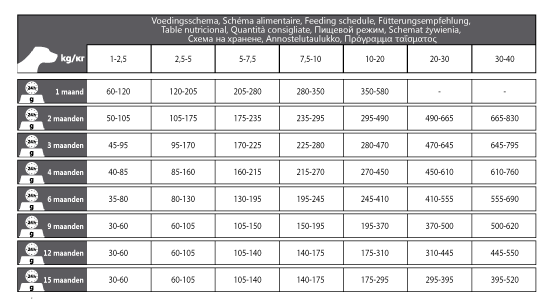 Voedingsschema, Schéma alimentaire, Feeding schedule, Fütterungsempfehlung,
Table nutricional, Quantità consigliate, Пищевой режим, Schemat żywienia,
Схема на хранене, Annostelutaulukko, Πρόγραμμα ταΐσματος
kg/кг 1-2,5 2,5-5 5-7,5 7,5-10 10-20 20-30 30-40
24h g 1 maand 60-120 120-205 205-280 280-350 350-580 - -
24h g 2 maanden 50-105 105-175 175-235 235-295 295-490 490-665 665-830
24h g 3 maanden 45-95 95-170 170-225 225-280 280-470 470-645 645-795
24h g 4 maanden 40-85 85-160 160-215 215-270 270-450 450-610 610-760
24h g 6 maanden 35-80 80-130 130-195 195-245 245-410 410-555 555-690
24h g 9 maanden 30-60 60-105 105-150 150-195 195-370 370-500 500-620
24h g 12 maanden 30-60 60-105 105-140 140-175 175-310 310-445 445-550
24h g 15 maanden 30-60 60-105 105-140 140-175 175-295 295-395 395-520